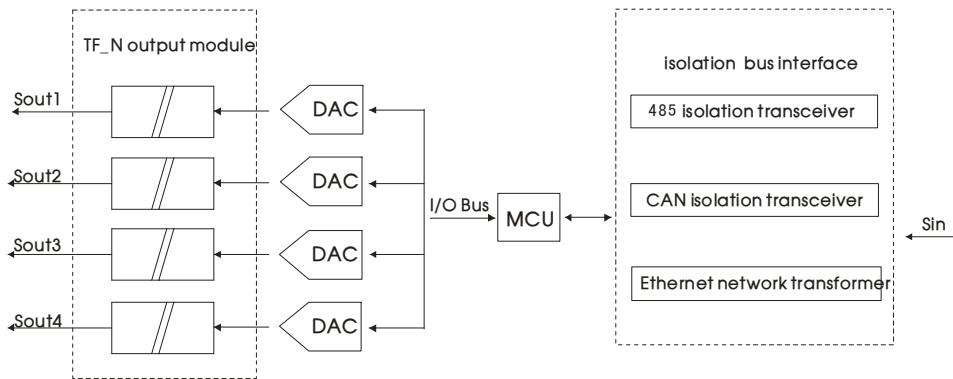 TF_N output module
isolation bus interface
Sout1
DAC
485 isolation transceiver
Sout2
DAC
I/O Bus
MCU
CAN isolation transceiver
Sin
Sout3
DAC
Ethernet network transformer
Sout4
DAC